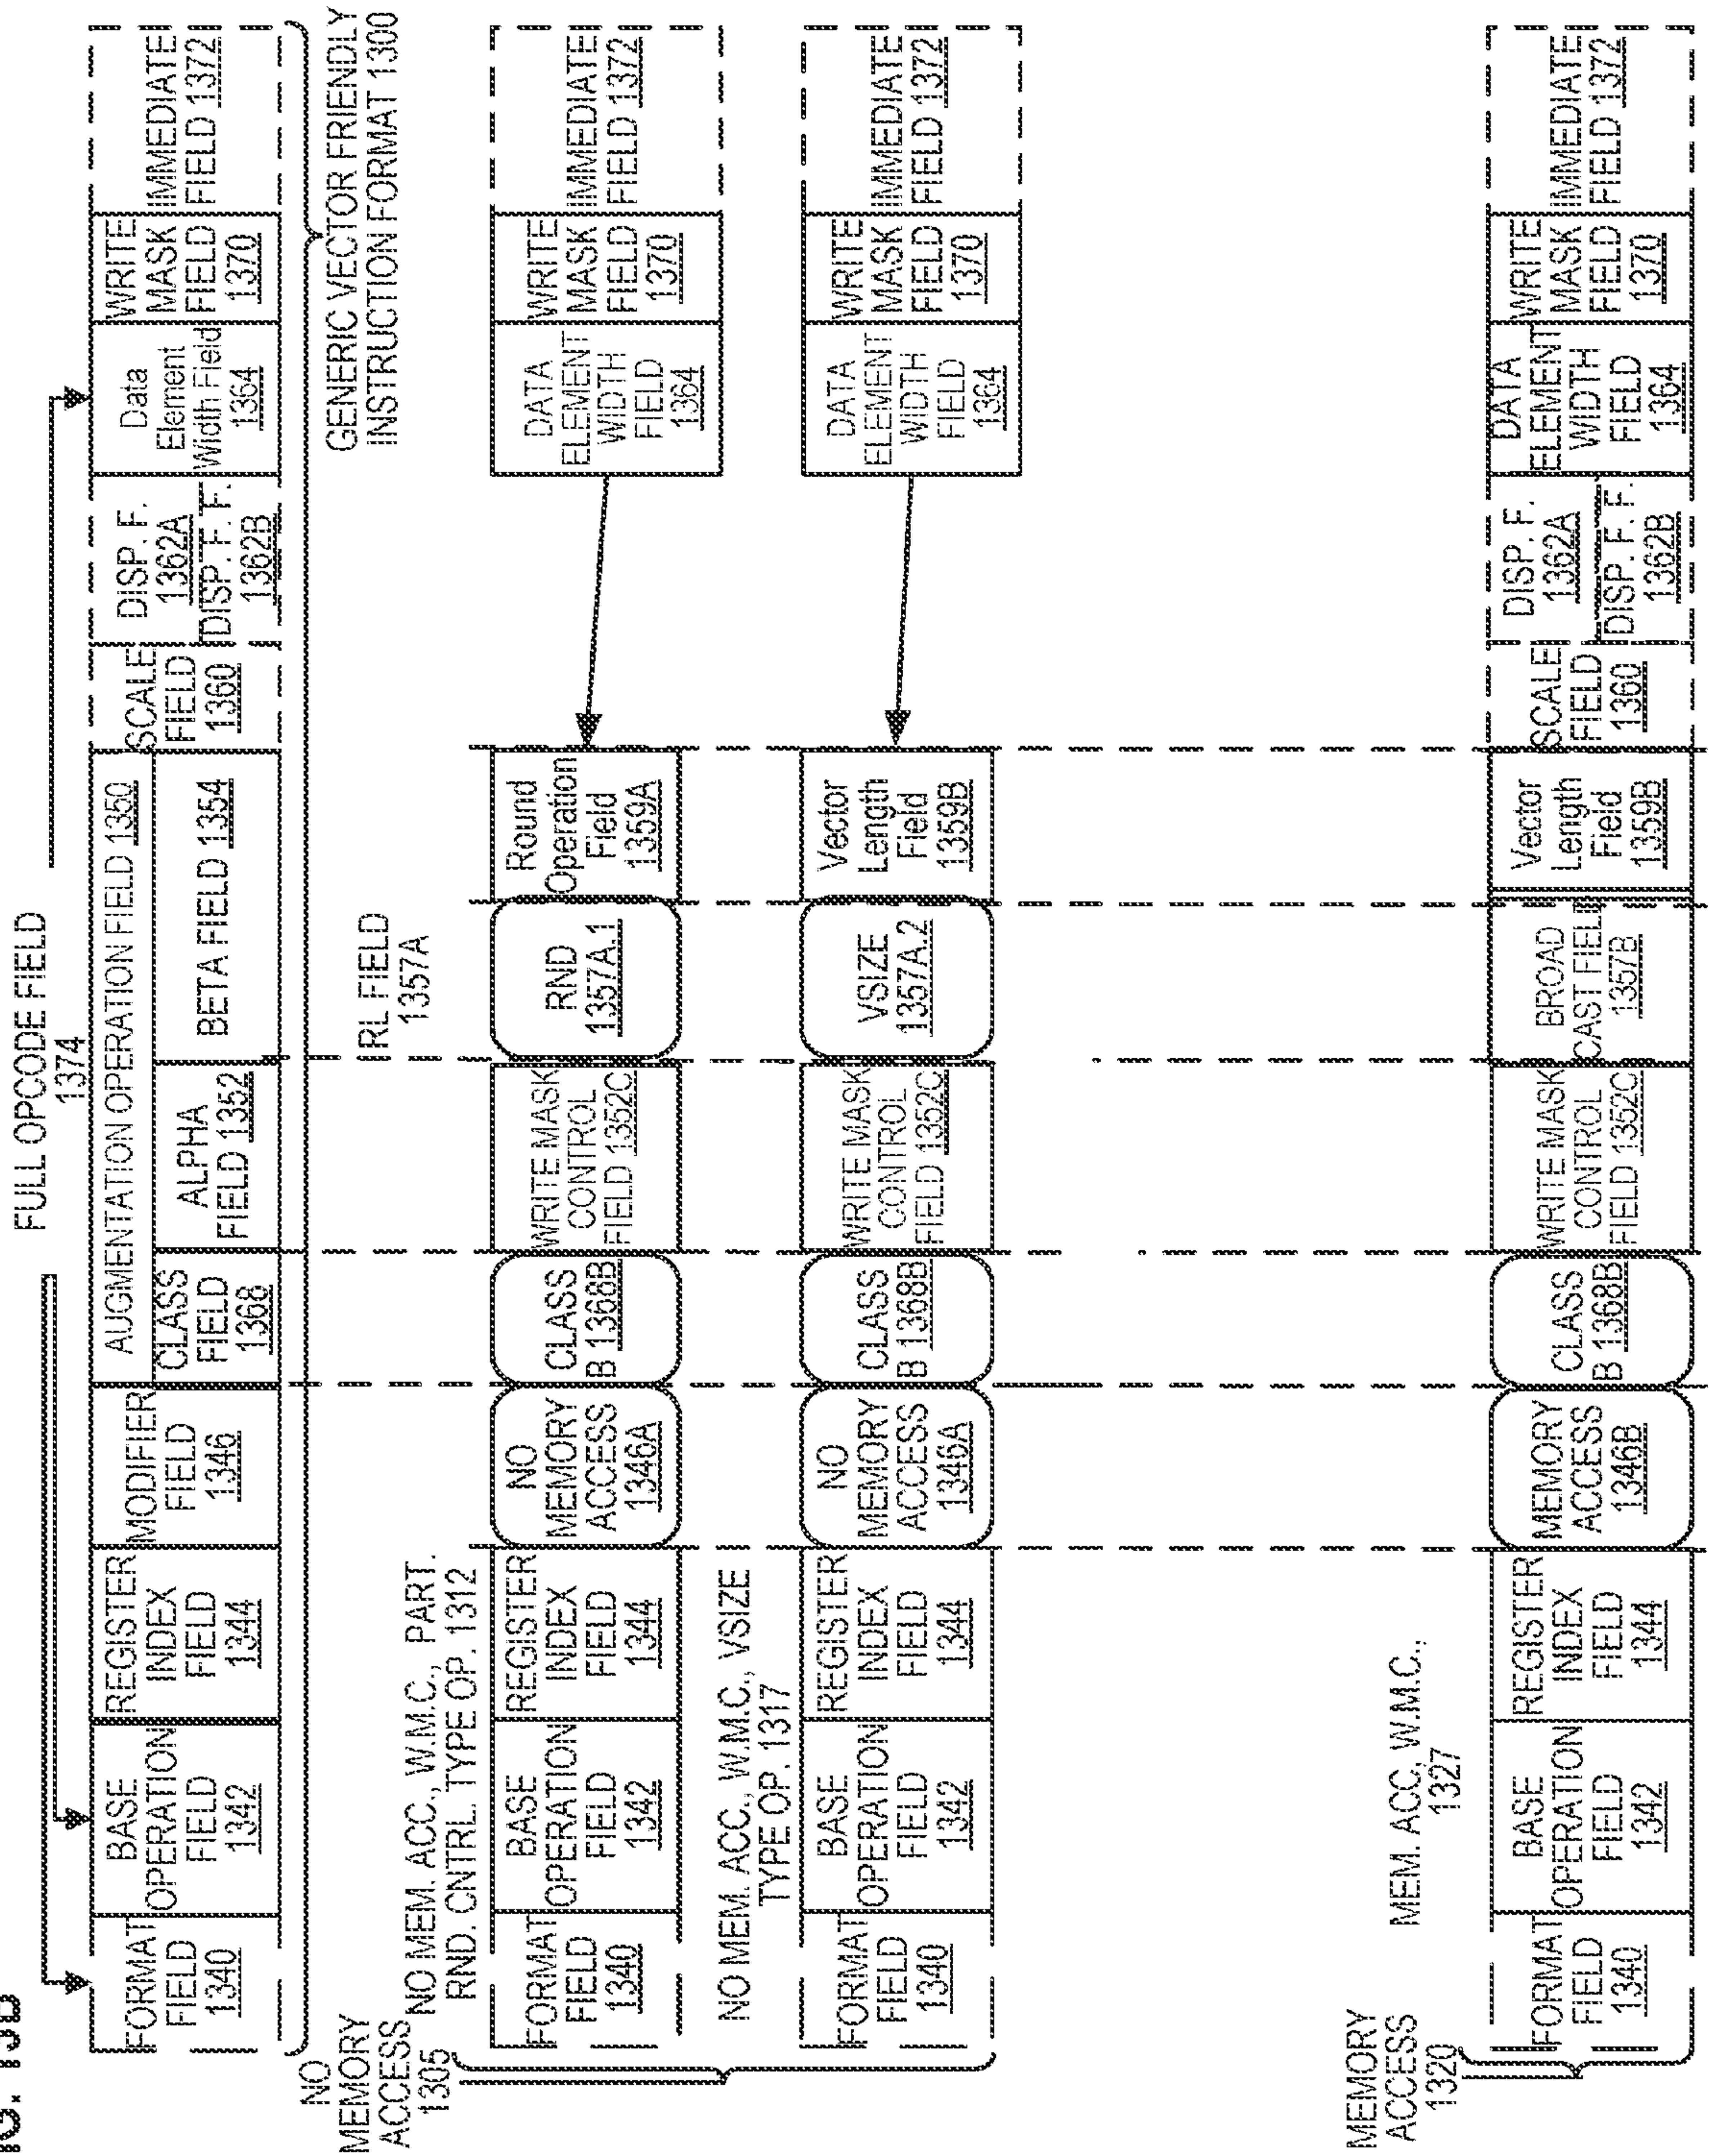 FULL OPCODE FIELD
1374
FORMAT
FIELD
1340
BASE
OPERATION
FIELD
1342
REGISTER
INDEX
FIELD
1344
MODIFIER
FIELD
1346
AUGMENTATION OPERATION FIELD 1350
CLASS
FIELD
1368
ALPHA
FIELD 1352
BETA FIELD 1354
SCALE
FIELD
1360
DISP. F.
1362A
DISP. F. F.
1362B
Data
Element
Width Field
1364
WRITE
MASK
FIELD
1370
IMMEDIATE
FIELD 1372
GENERIC VECTOR FRIENDLY
INSTRUCTION FORMAT 1300
NO
MEMORY
ACCESS
1305
NO MEM. ACC., W.M.C., PART.
RND. CNTRL. TYPE OP. 1312
RL FIELD
1357A
FORMAT
FIELD
1340
BASE
OPERATION
FIELD
1342
REGISTER
INDEX
FIELD
1344
NO
MEMORY
ACCESS
1346A
CLASS
B 1368B
WRITE MASK
CONTROL
FIELD 1352C
RND
1357A.1
Round
Operation
Field
1359A
DATA
ELEMENT
WIDTH
FIELD
1364
WRITE
MASK
FIELD
1370
IMMEDIATE
FIELD 1372
NO MEM. ACC., W.M.C., VSIZE
TYPE OP. 1317
FORMAT
FIELD
1340
BASE
OPERATION
FIELD
1342
REGISTER
INDEX
FIELD
1344
NO
MEMORY
ACCESS
1346A
CLASS
B 1368B
WRITE MASK
CONTROL
FIELD 1352C
VSIZE
1357A.2
Vector
Length
Field
1359B
DATA
ELEMENT
WIDTH
FIELD
1364
WRITE
MASK
FIELD
1370
IMMEDIATE
FIELD 1372
MEMORY
ACCESS
1320
MEM. ACC, W.M.C.,
1327
FORMAT
FIELD
1340
BASE
OPERATION
FIELD
1342
REGISTER
INDEX
FIELD
1344
MEMORY
ACCESS
1346B
CLASS
B 1368B
WRITE MASK
CONTROL
FIELD 1352C
BROAD
CAST FIELD
1357B
Vector
Length
Field
1359B
SCALE
FIELD
1360
DISP. F.
1362A
DISP. F. F.
1362B
DATA
ELEMENT
WIDTH
FIELD
1364
WRITE
MASK
FIELD
1370
IMMEDIATE
FIELD 1372